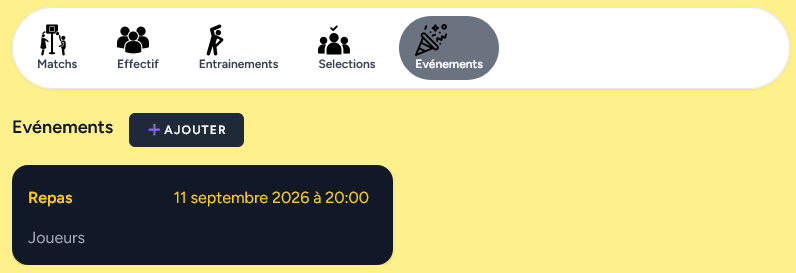 Matchs Effectif Entrainements Selections Evénements
Evénements + AJOUTER
Repas 11 septembre 2026 à 20:00
Joueurs